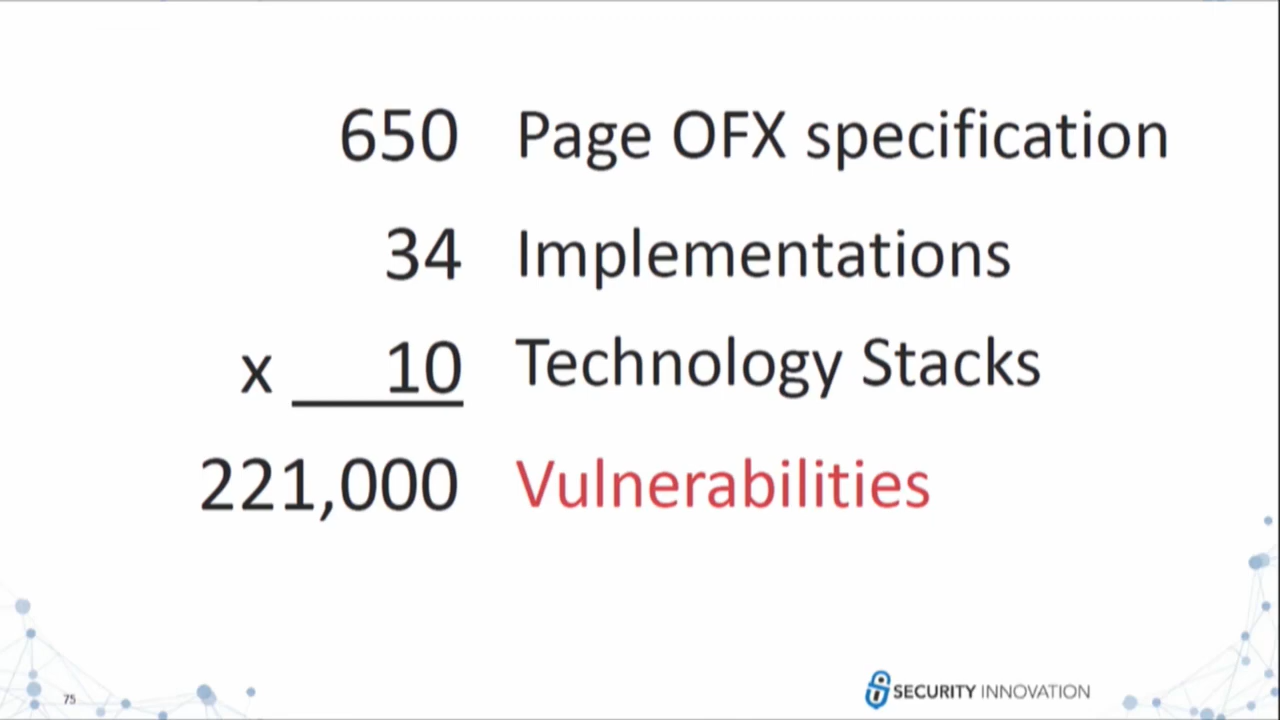 650 Page OFX specification
34 Implementations
x 10 Technology Stacks
221,000 Vulnerabilities
75
SECURITY INNOVATION